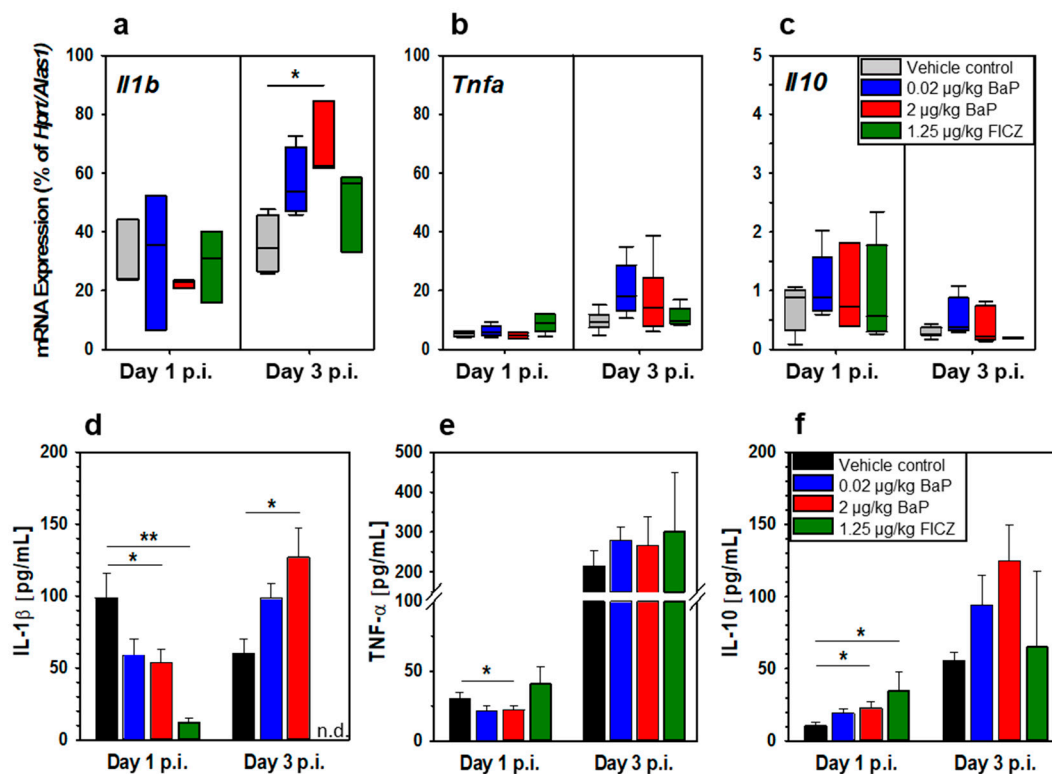 a
b
c
mRNA Expression (% of Hprt/Alas1)
100
80
60
40
20
0
Il1b
*
Day 1 p.i.
Day 3 p.i.
100
80
60
40
20
0
Tnfa
Day 1 p.i.
Day 3 p.i.
5
4
3
2
1
0
Il10
Vehicle control
0.02 µg/kg BaP
2 µg/kg BaP
1.25 µg/kg FICZ
Day 1 p.i.
Day 3 p.i.
d
e
f
IL-1β [pg/mL]
200
150
100
50
0
**
*
*
n.d.
Day 1 p.i.
Day 3 p.i.
TNF-α [pg/mL]
500
400
300
200
100
50
0
*
Day 1 p.i.
Day 3 p.i.
IL-10 [pg/mL]
200
150
100
50
0
Vehicle control
0.02 µg/kg BaP
2 µg/kg BaP
1.25 µg/kg FICZ
*
*
Day 1 p.i.
Day 3 p.i.